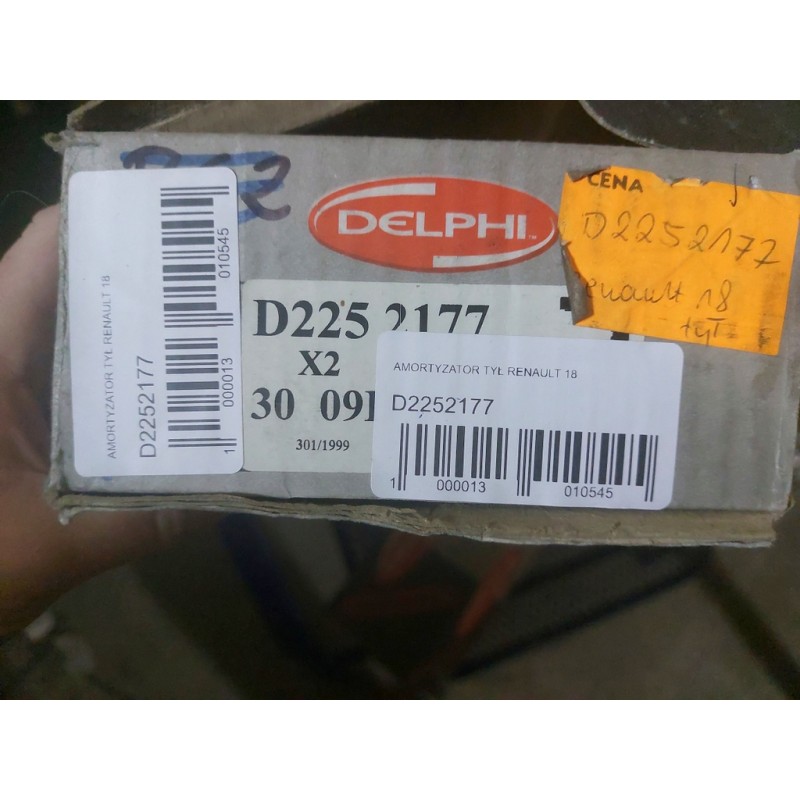 DELPHI
CENA
D2252177
enault 18
tył
AMORTYZATOR TYŁ RENAULT 18
D2252177
1 000013 010545
D225 2177
X2
30 09
301/1999
AMORTYZATOR TYŁ RENAULT 18
D2252177
1 000013 010545